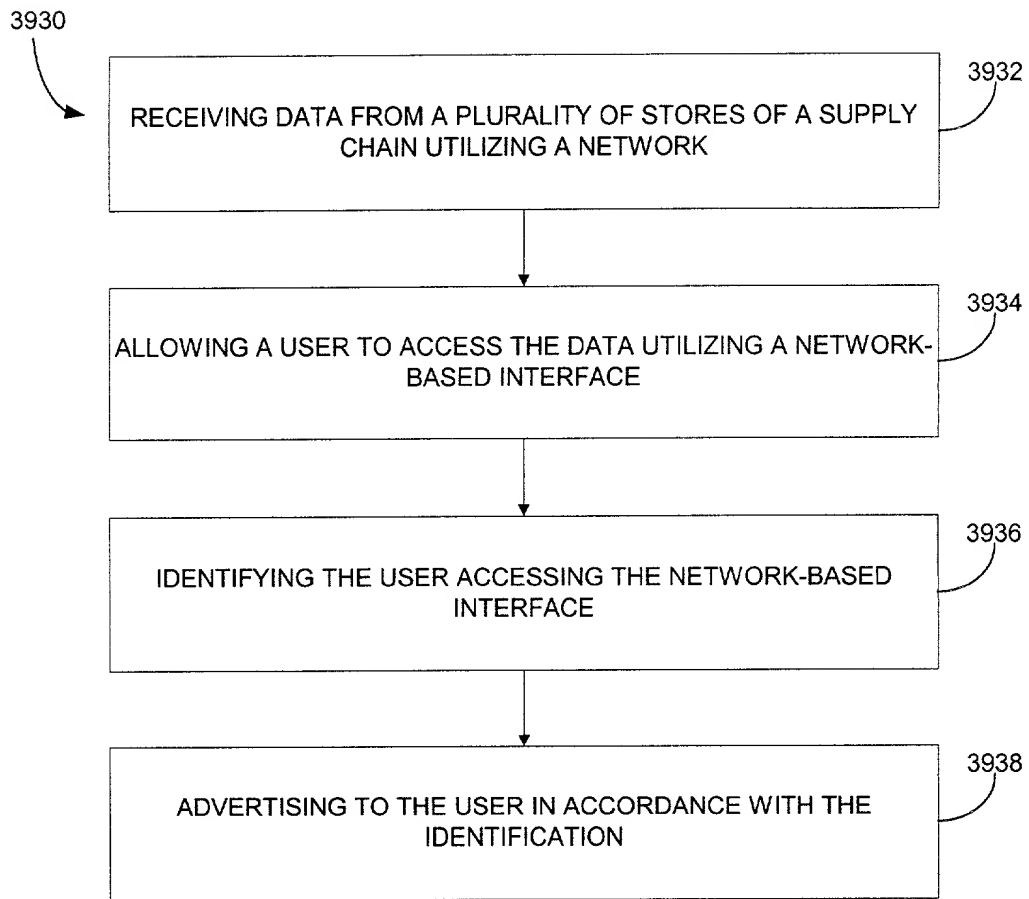 3930
3932
RECEIVING DATA FROM A PLURALITY OF STORES OF A SUPPLY
CHAIN UTILIZING A NETWORK
3934
ALLOWING A USER TO ACCESS THE DATA UTILIZING A NETWORK-
BASED INTERFACE
3936
IDENTIFYING THE USER ACCESSING THE NETWORK-BASED
INTERFACE
3938
ADVERTISING TO THE USER IN ACCORDANCE WITH THE
IDENTIFICATION